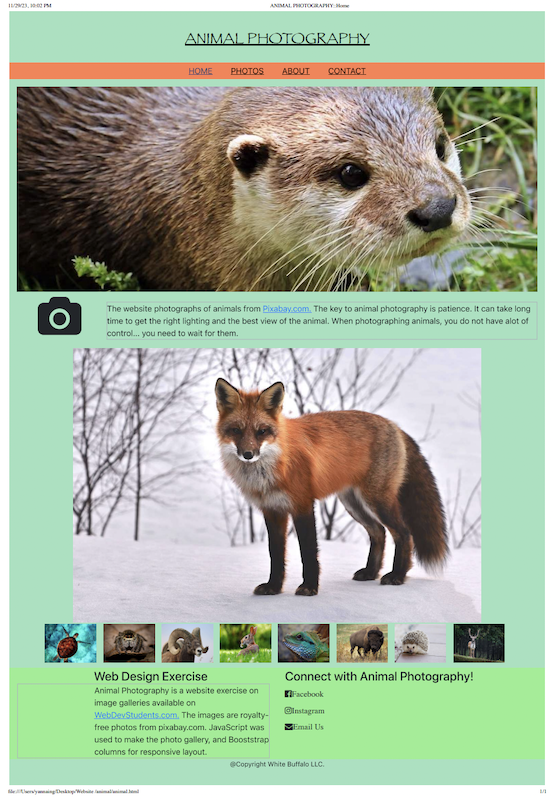 11/29/23, 10:02 PM
ANIMAL PHOTOGRAPHY: Home
ANIMAL PHOTOGRAPHY
HOME PHOTOS ABOUT CONTACT
The website photographs of animals from Pixabay.com. The key to animal photography is patience. It can take long
time to get the right lighting and the best view of the animal. When photographing animals, you do not have alot of
control... you need to wait for them.
Web Design Exercise
Animal Photography is a website exercise on
image galleries available on
WebDevStudents.com. The images are royalty-
free photos from pixabay.com. JavaScript was
used to make the photo gallery, and Booststrap
columns for responsive layout.
Connect with Animal Photography!
Facebook
Instagram
Email Us
@Copyright White Buffalo LLC.
file:///Users/yannaing/Desktop/Website /animal/animal.html
1/1